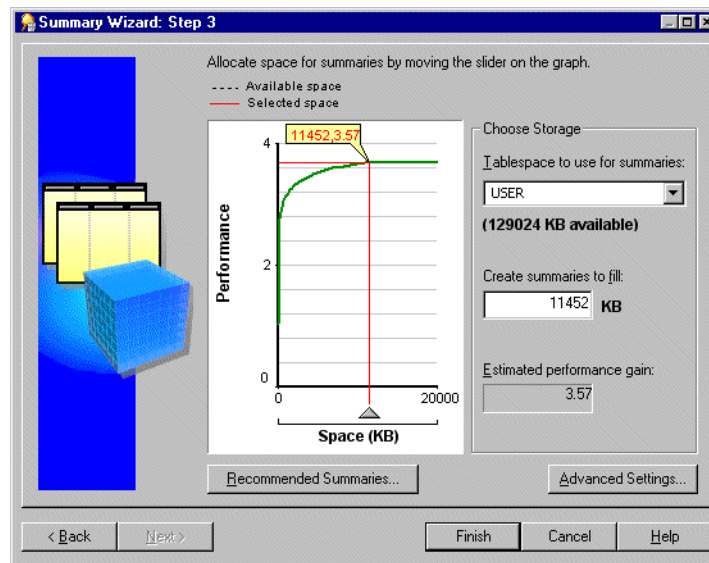 Summary Wizard: Step 3
Allocate space for summaries by moving the slider on the graph.
---- Available space
Selected space
11452,3.57
4
2
0
Performance
0
20000
Space (KB)
Choose Storage
Tablespace to use for summaries:
USER
(129024 KB available)
Create summaries to fill:
11452 KB
Estimated performance gain:
3.57
Recommended Summaries...
Advanced Settings...
< Back
Next >
Finish
Cancel
Help